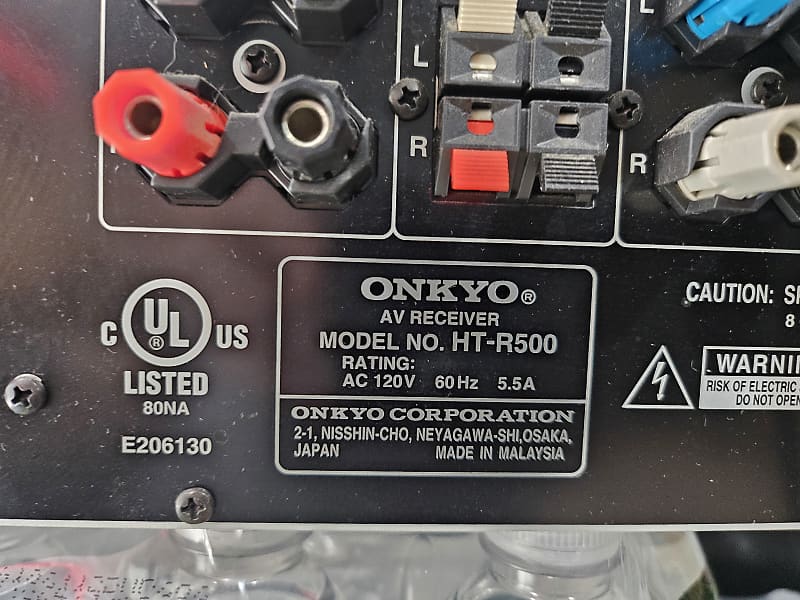 L
L
R
R
ONKYO®
AV RECEIVER
MODEL NO. HT-R500
RATING:
AC 120V 60Hz 5.5A
ONKYO CORPORATION
2-1, NISSHIN-CHO, NEYAGAWA-SHI,OSAKA,
JAPAN MADE IN MALAYSIA
C UL® US
LISTED
80NA
E206130
CAUTION:
8
RISK OF ELECTRIC
DO NOT OPEN